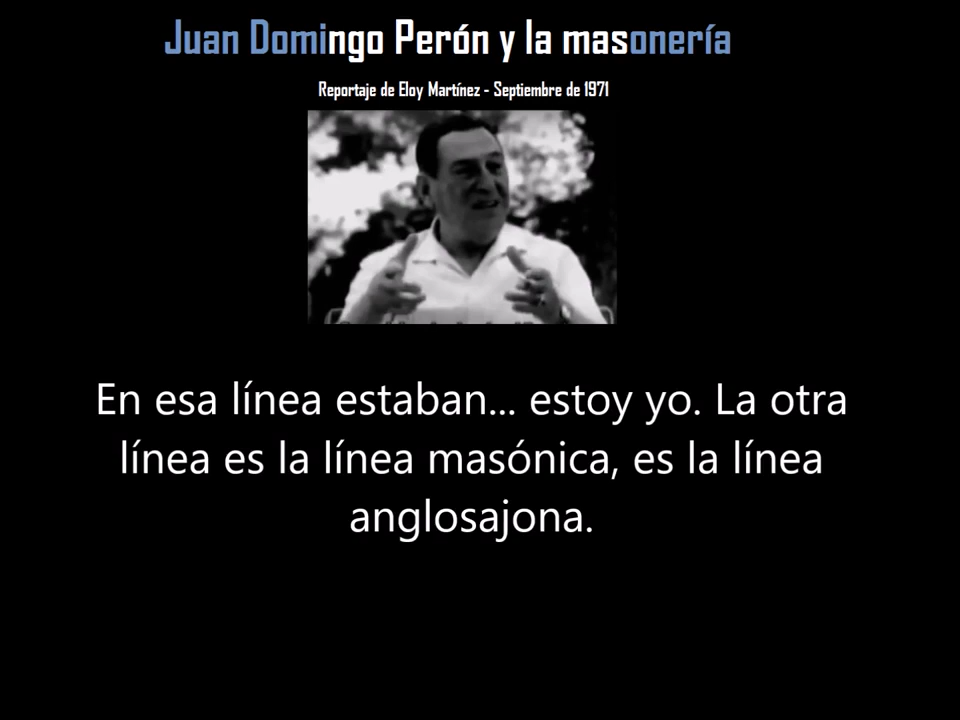 Juan Domingo Perón y la masonería
Reportaje de Eloy Martínez - Septiembre de 1971
En esa línea estaban... estoy yo. La otra
línea es la línea masónica, es la línea
anglosajona.